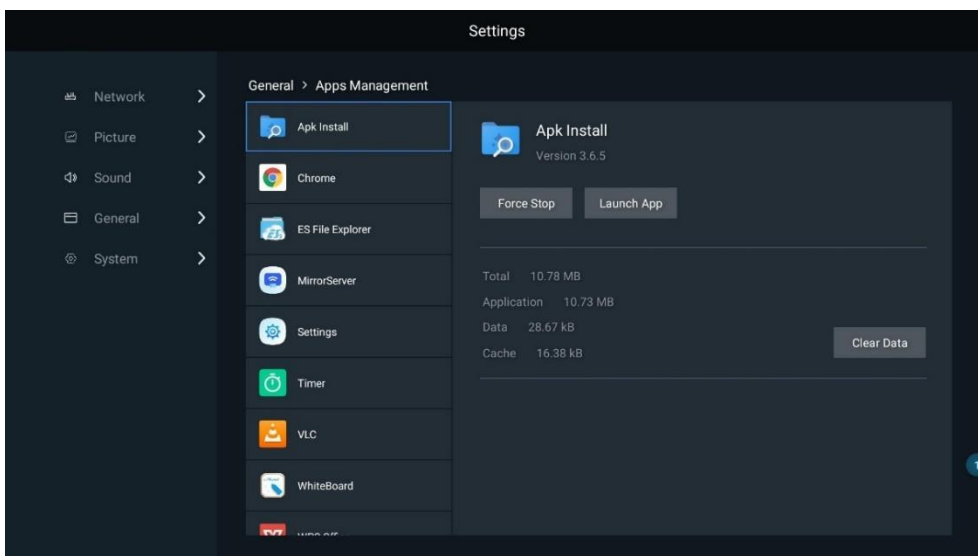 Settings
Network
Picture
Sound
General
System
General > Apps Management
Apk Install
Chrome
ES File Explorer
MirrorServer
Settings
Timer
VLC
WhiteBoard
Apk Install
Version 3.6.5
Force Stop Launch App
Total 10.78 MB
Application 10.73 MB
Data 28.67 kB
Cache 16.38 kB
Clear Data